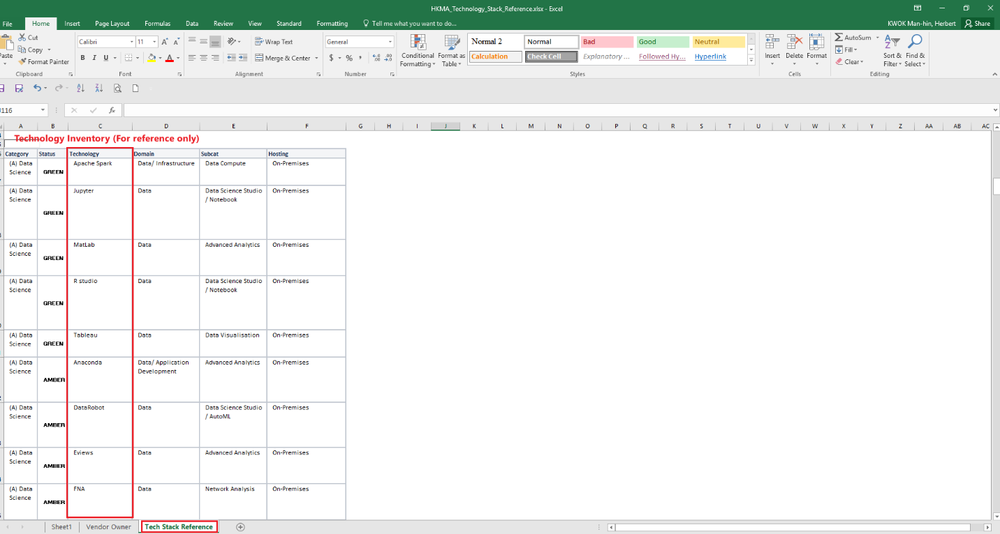 HKMA_Technology_Stack_Reference.xlsx - Excel
File Home Insert Page Layout Formulas Data Review View Standard Formatting Tell me what you want to do... KWOK Man-hin, Herbert Share
Cut
Copy
Format Painter
Clipboard
Calibri 11
B I U
Font
Wrap Text
Merge & Center
Alignment
General
$ % ,
Number
Conditional Formatting
Format as Table
Normal 2 Normal Bad Good Neutral
Calculation Check Cell Explanatory ... Followed Hy... Hyperlink
Styles
Insert Delete Format
Cells
AutoSum
Fill
Clear
Sort & Filter
Find & Select
Editing
fx
A B C D E F G H I J K L M N O P Q R S T U V W X Y Z AA AB AC
Technology Inventory (For reference only)
Category Status Technology Domain Subcat Hosting
(A) Data Science GREEN Apache Spark Data/ Infrastructure Data Compute On-Premises
(A) Data Science GREEN Jupyter Data Data Science Studio / Notebook On-Premises
(A) Data Science GREEN MatLab Data Advanced Analytics On-Premises
(A) Data Science GREEN R studio Data Data Science Studio / Notebook On-Premises
(A) Data Science GREEN Tableau Data Data Visualisation On-Premises
(A) Data Science AMBER Anaconda Data/ Application Development Advanced Analytics On-Premises
(A) Data Science AMBER DataRobot Data Data Science Studio / AutoML On-Premises
(A) Data Science AMBER Eviews Data Advanced Analytics On-Premises
(A) Data Science AMBER FNA Data Network Analysis On-Premises
Sheet1 Vendor Owner Tech Stack Reference